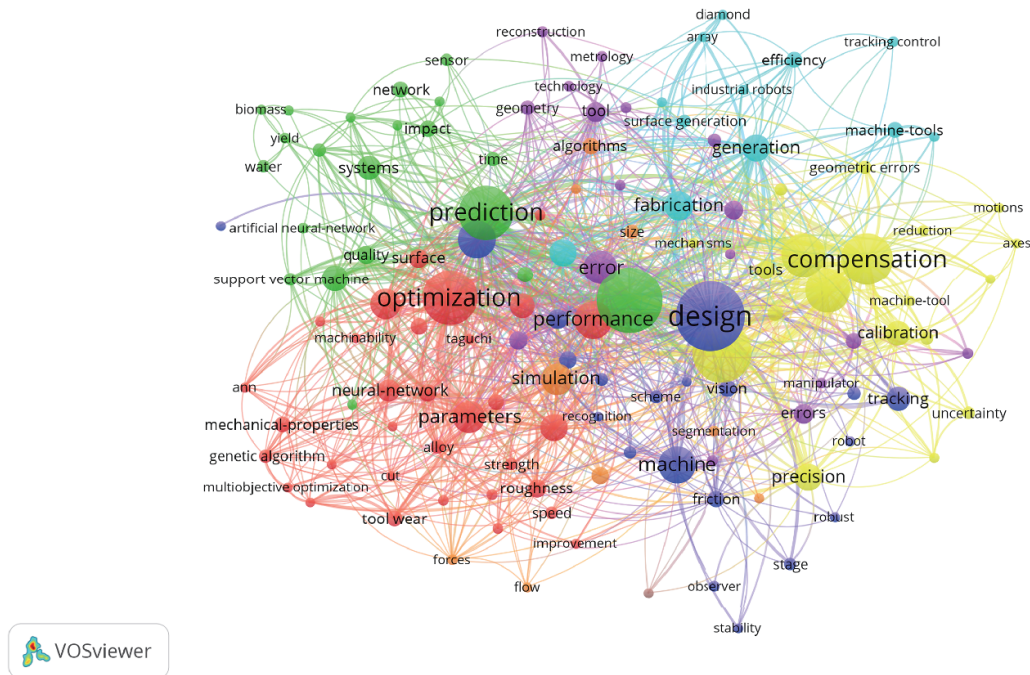 diamond
reconstruction
array
tracking control
metrology
sensor
efficiency
technology
industrial robots
network
biomass
geometry
tool
surface generation
impact
machine-tools
yield
algorithms
generation
time
water
systems
geometric errors
fabrication
prediction
motions
artificial neural-network
size
reduction
mechan sms
axes
quality
surface
compensation
error
tools
support vector machine
optimization
machine-tool
design
performance
machinability
taguchi
calibration
simulation
ann
neural-network
vision
manipulator
scheme
tracking
parameters
recognition
errors
uncertainty
mechanical-properties
segmentation
robot
alloy
genetic algorithm
strength
machine
cut
precision
multiobjective optimization
roughness
friction
tool wear
speed
robust
improvement
forces
stage
flow
observer
stability
VOSviewer